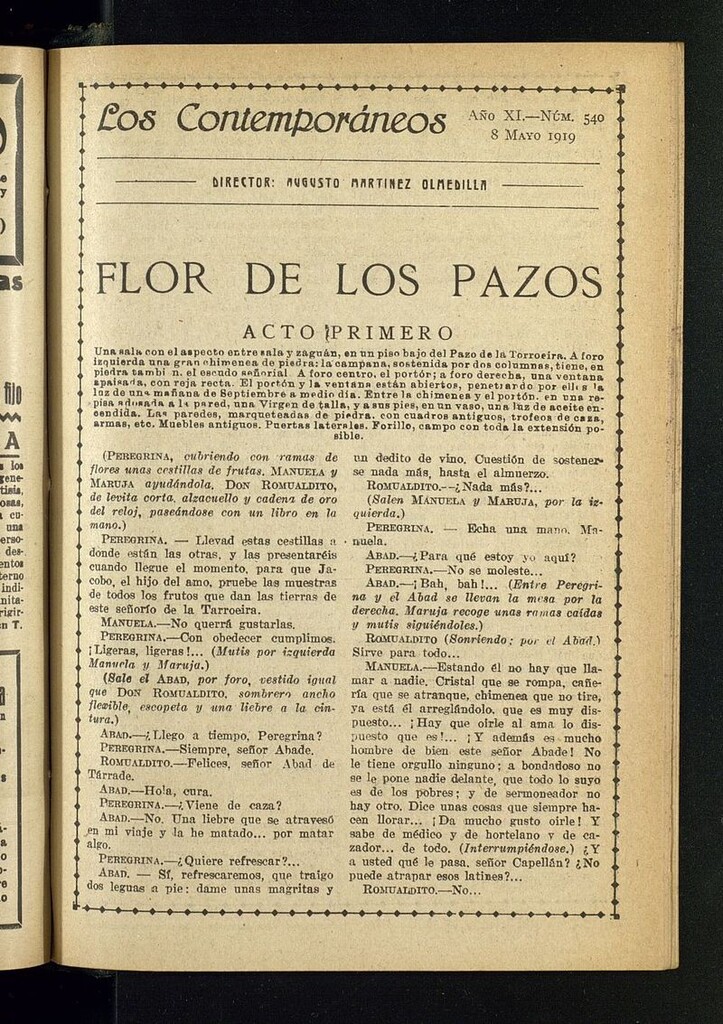 Los Contemporáneos
Año XI.—Núm. 540
8 Mayo 1919
DIRECTOR: AUGUSTO MARTINEZ OLMEDILLA
FLOR DE LOS PAZOS
ACTO PRIMERO
Una sala con el aspecto entre sala y zaguán, en un piso bajo del Pazo de la Torroeira. A foro
izquierda una gran chimenea de piedra: la campana, sostenida por dos columnas, tiene, en
piedra tambi n. el escudo señorial. A foro centro, el portór; a foro derecha, una ventana
apaisada, con reja recta. El portón y la ventana están abiertos, penetrardo por ellos la
luz de una mañana de Septiembre a medio día. Entre la chimenea y el portón. en una re-
pisa adosada a la pared, una Virgen de talla, y a sus pies, en un vaso, una luz de aceite en-
cendida. Las paredes, marqueteadas de piedra, con cuadros antiguos, trofeos de caza,
armas, etc. Muebles antiguos. Puertas laterales. Forillo, campo con toda la extensión po-
sible.
(Peregrina, cubriendo con ramas de
flores unas cestillas de frutas. Manuela y
Maruja ayudándola. Don Romualdito,
de levita corta, alzacuello y cadena de oro
del reloj, paseándose con un libro en la
mano.)
Peregrina. — Llevad estas cestillas a
donde están las otras, y las presentaréis
cuando llegue el momento, para que Ja-
cobo, el hijo del amo, pruebe las muestras
de todos los frutos que dan las tierras de
este señorío de la Tarroeira.
Manuela.—No querrá gustarlas.
Peregrina.—Con obedecer cumplimos.
¡Ligeras, ligeras!... (Mutis por izquierda
Manuela y Maruja.)
(Sale el Abad, por foro, vestido igual
que Don Romualdito, sombrero ancho
flexible, escopeta y una liebre a la cin-
tura.)
Abad.—¿Llego a tiempo, Peregrina?
Peregrina.—Siempre, señor Abade.
Romualdito.—Felices, señor Abad de
Tárrade.
Abad.—Hola, cura.
Peregrina.—¿Viene de caza?
Abad.—No. Una liebre que se atravesó
en mi viaje y la he matado... por matar
algo.
Peregrina.—¿Quiere refrescar?...
Abad. — Sí, refrescaremos, que traigo
dos leguas a pie: dame unas magritas y
un dedito de vino. Cuestión de sostener-
se nada más, hasta el almuerzo.
Romualdito.--¿Nada más?...
(Salen Manuela y Maruja, por la iz-
quierda.)
Peregrina. — Echa una mano, Ma-
nuela.
Abad.—¿Para qué estoy yo aquí?
Peregrina.—No se moleste...
Abad.—¡Bah, bah!... (Entre Peregri-
na y el Abad se llevan la mesa por la
derecha. Maruja recoge unas ramas caídas
y mutis siguiéndoles.)
Romualdito (Sonriendo; por el Abad.)
Sirve para todo...
Manuela.—Estando él no hay que lla-
mar a nadie. Cristal que se rompa, cañe-
ría que se atranque, chimenea que no tire,
ya está él arreglándolo, que es muy dis-
puesto... ¡Hay que oirle al ama lo dis-
puesto que es!... ¡Y además es mucho
hombre de bien este señor Abade! No
le tiene orgullo ninguno; a bondadoso no
se le pone nadie delante, que todo lo suyo
es de los pobres; y de sermoneador no
hay otro. Dice unas cosas que siempre ha-
cen llorar... ¡Da mucho gusto oirle! Y
sabe de médico y de hortelano y de ca-
zador... de todo. (Interrumpiéndose.) ¿Y
a usted qué le pasa, señor Capellán? ¿No
puede atrapar esos latines?...
Romualdito.—No...